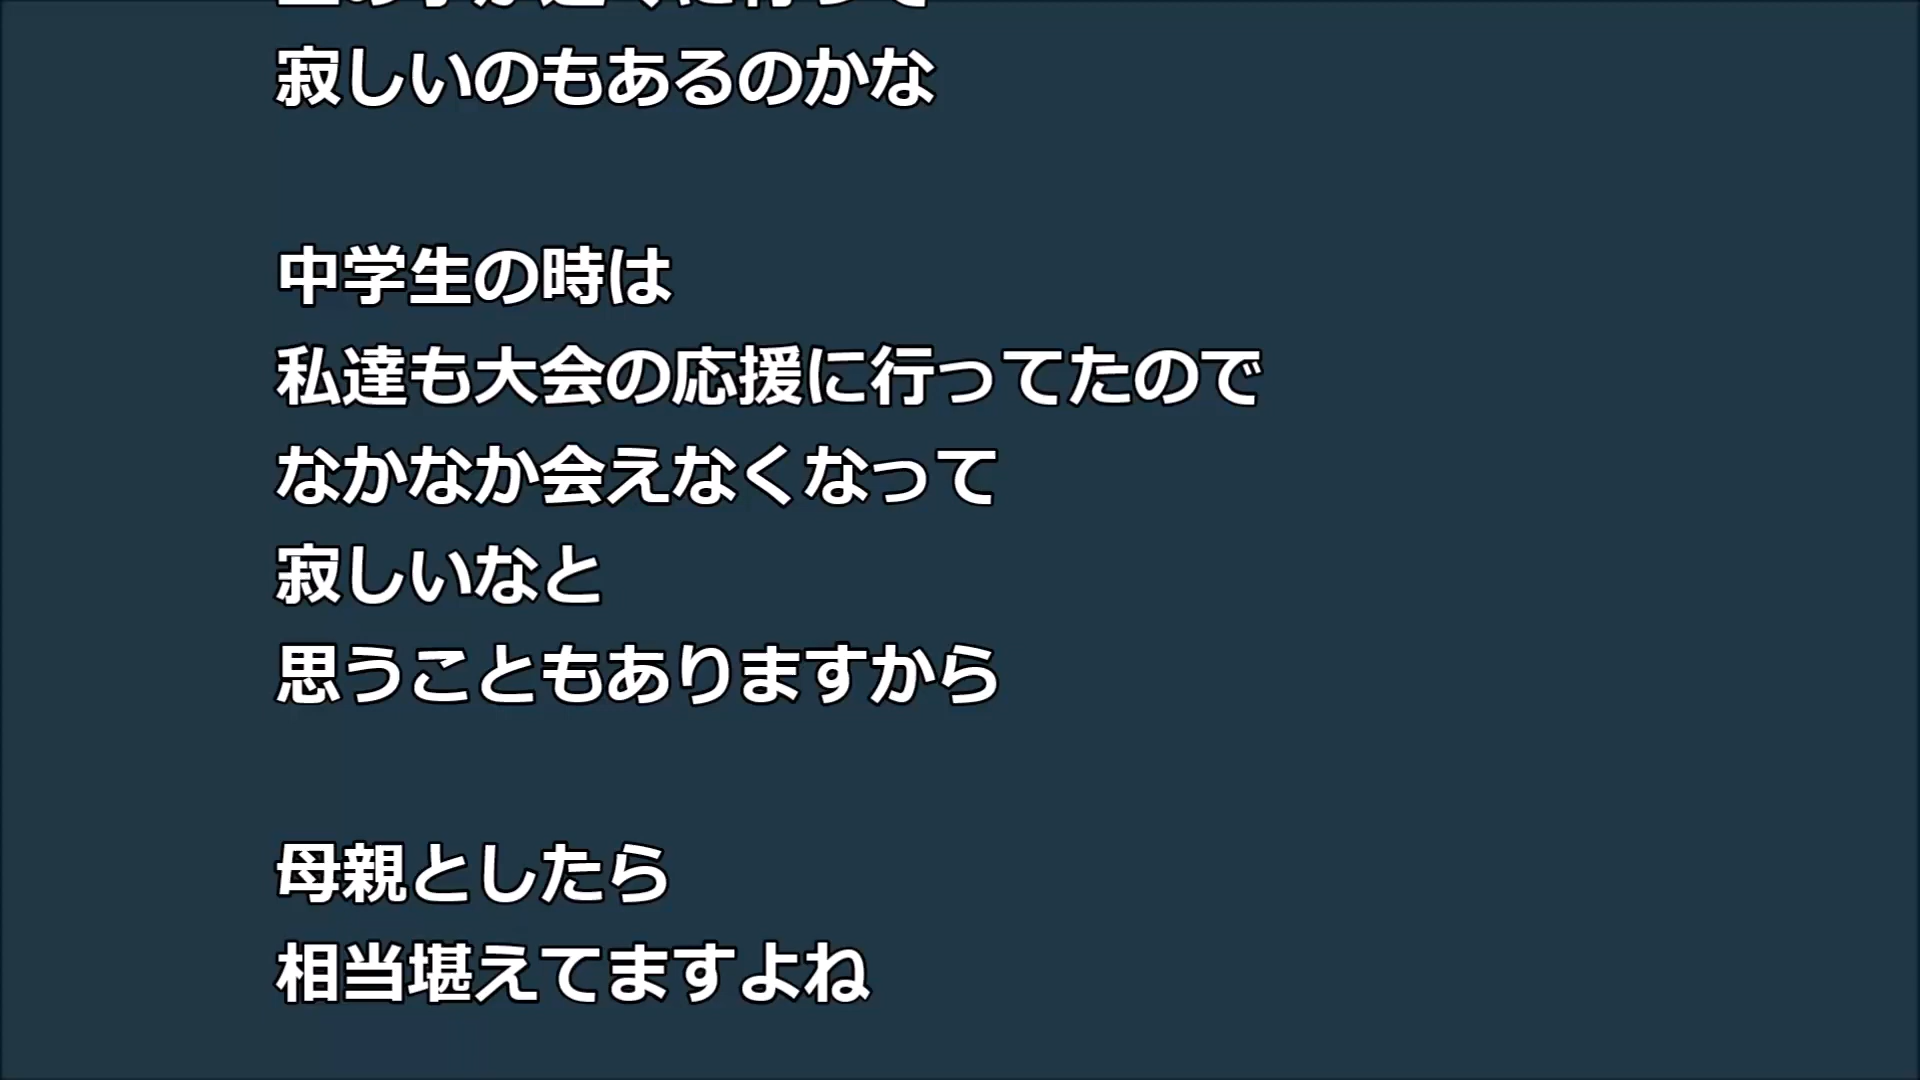 寂しいのもあるのかな
中学生の時は
私達も大会の応援に行ってたので
なかなか会えなくなって
寂しいなと
思うこともありますから
母親としたら
相当堪えてますよね